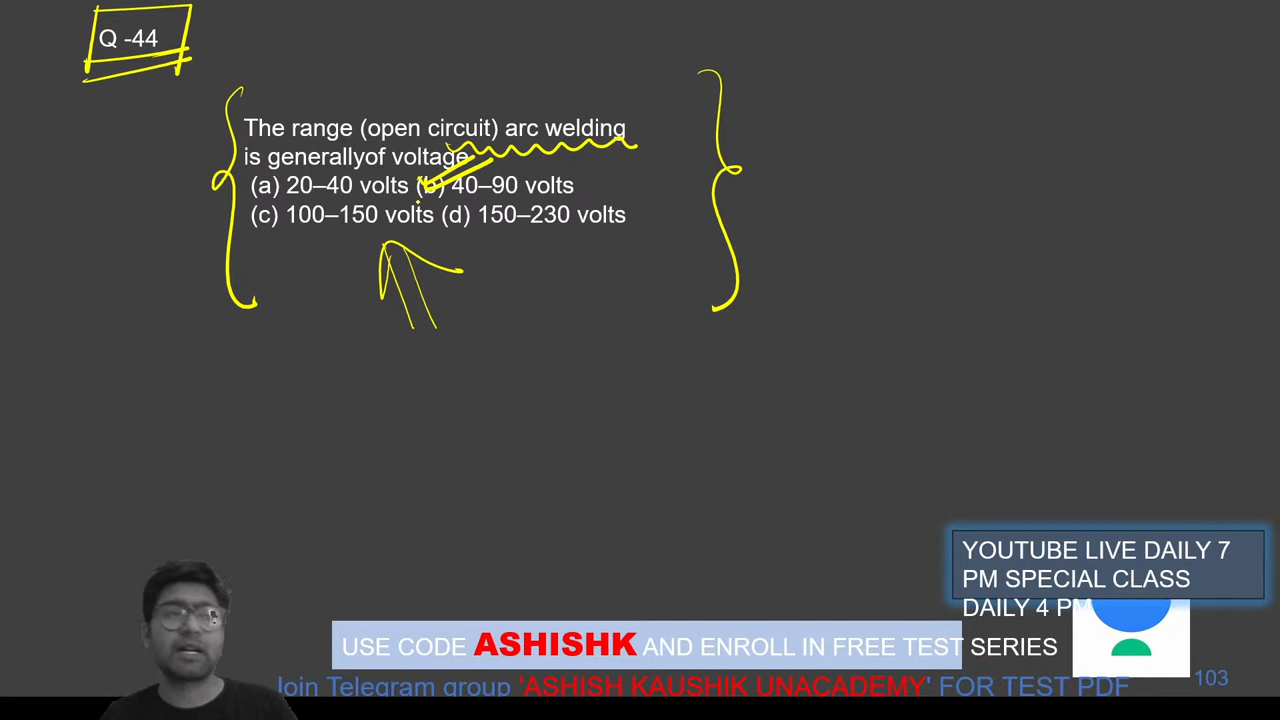 Q -44
The range (open circuit) arc welding
is generallyof voltage
(a) 20–40 volts (b) 40–90 volts
(c) 100–150 volts (d) 150–230 volts
YOUTUBE LIVE DAILY 7
PM SPECIAL CLASS
DAILY 4 PM
USE CODE ASHISHK AND ENROLL IN FREE TEST SERIES
Join Telegram group 'ASHISH KAUSHIK UNACADEMY' FOR TEST PDF
103